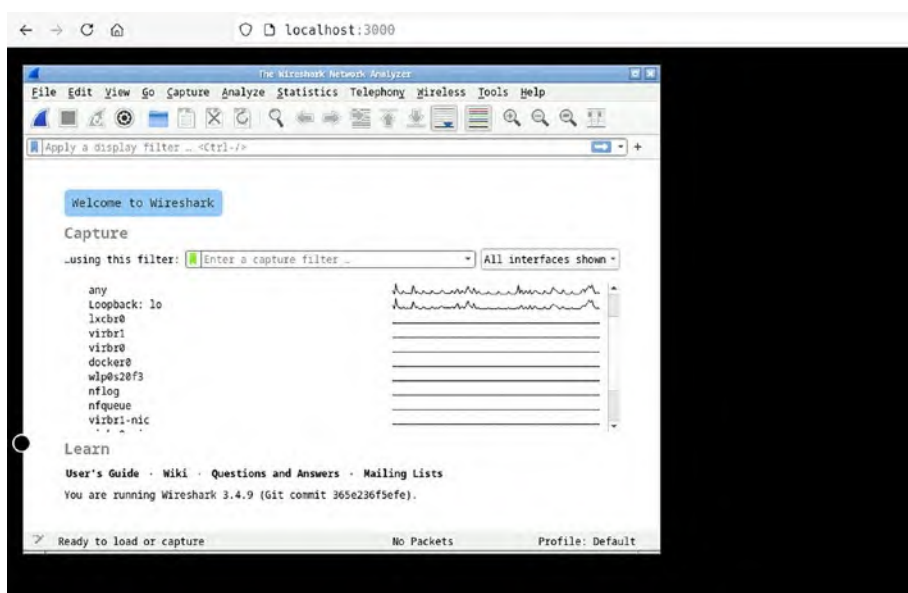 localhost:3000
The Wireshark Network Analyzer
File Edit View Go Capture Analyze Statistics Telephony Wireless Tools Help
Apply a display filter … <Ctrl-/>
+
Welcome to Wireshark
Capture
…using this filter: Enter a capture filter … All interfaces shown
any
Loopback: lo
lxcbr0
virbr1
virbr0
docker0
wlp0s20f3
nflog
nfqueue
virbr1-nic
Learn
User's Guide · Wiki · Questions and Answers · Mailing Lists
You are running Wireshark 3.4.9 (Git commit 365e236f5efe).
Ready to load or capture No Packets Profile: Default